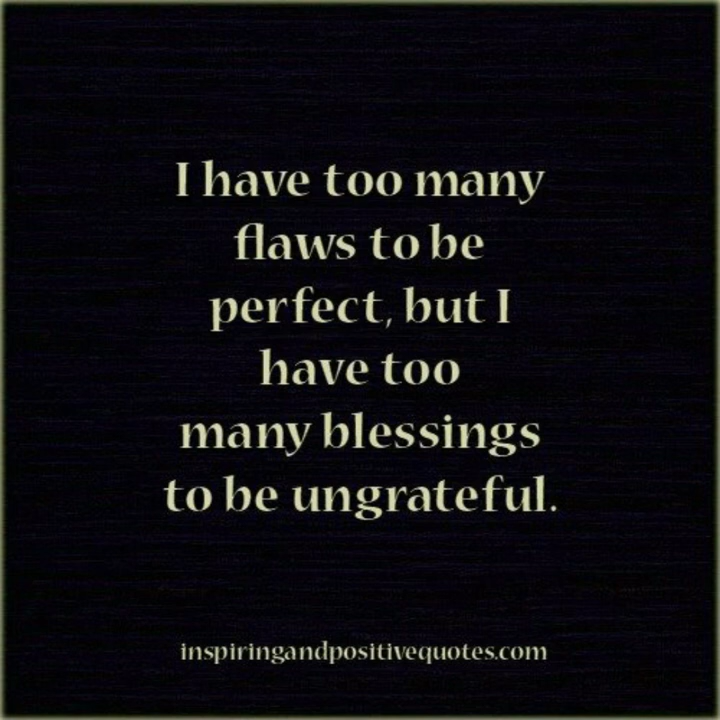 I have too many
flaws to be
perfect, but I
have too
many blessings
to be ungrateful.
inspiringandpositivequotes.com